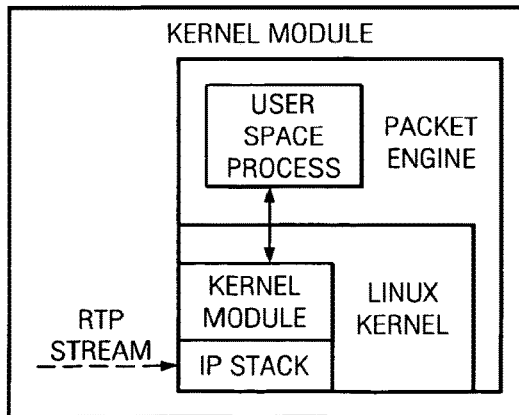 KERNEL MODULE
USER
SPACE
PROCESS
PACKET
ENGINE
KERNEL
MODULE
LINUX
KERNEL
RTP
STREAM
IP STACK